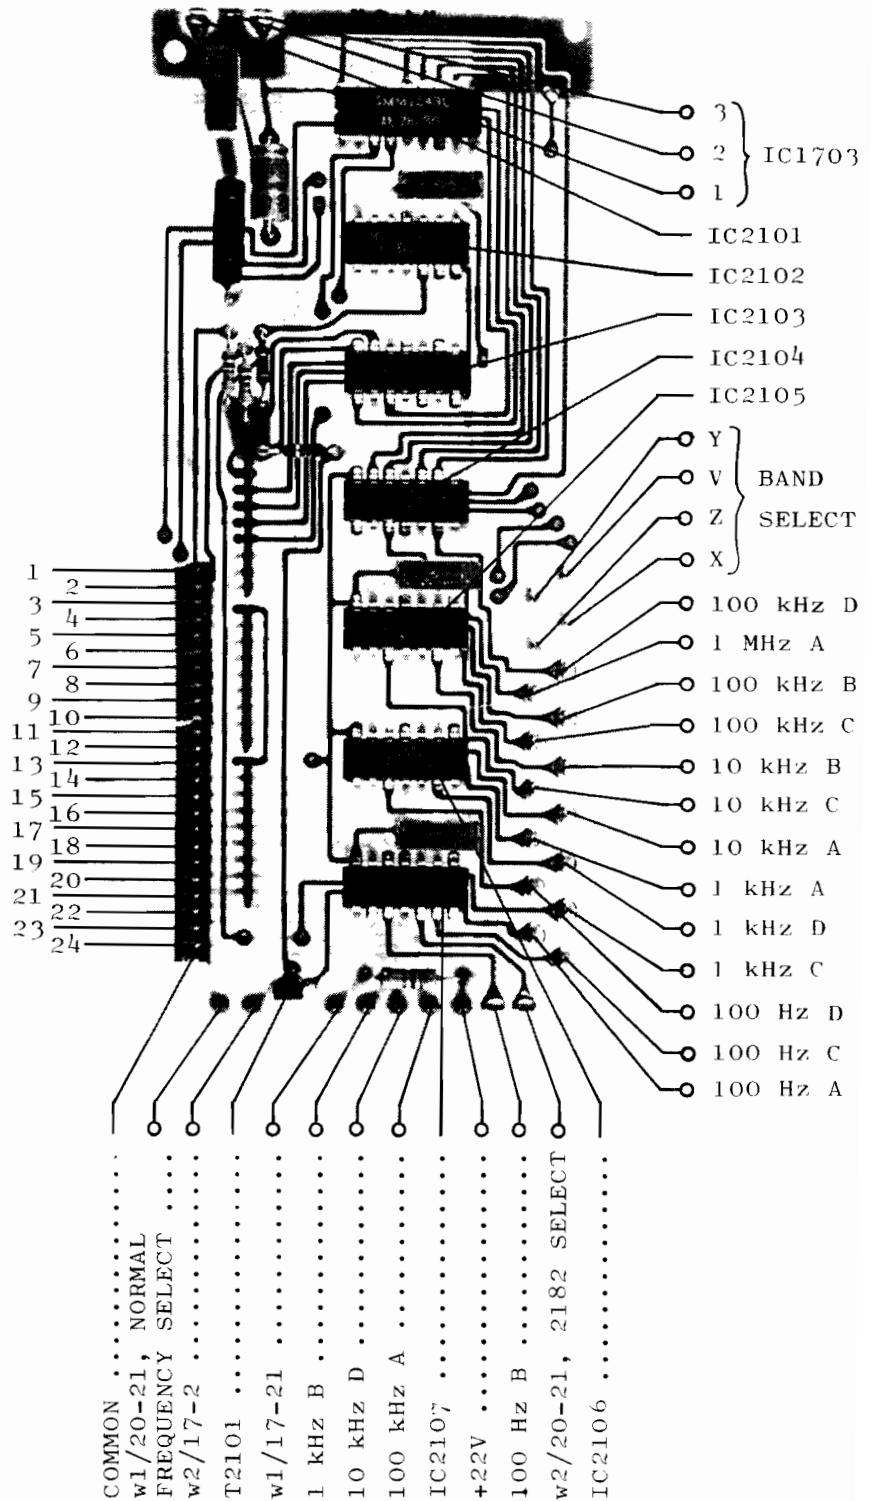 3
2
1
IC1703
IC2101
IC2102
IC2103
IC2104
IC2105
Y
V
Z
X
BAND
SELECT
100 kHz D
1 MHz A
100 kHz B
100 kHz C
10 kHz B
10 kHz C
10 kHz A
1 kHz A
1 kHz D
1 kHz C
100 Hz D
100 Hz C
100 Hz A
1
2
3
4
5
6
7
8
9
10
11
12
13
14
15
16
17
18
19
20
21
22
23
24
COMMON ..............
w1/20-21, NORMAL
FREQUENCY SELECT ....
w2/17-2 .............
T2101 ...............
w1/17-21 ............
1 kHz B .............
10 kHz D ............
100 kHz A ...........
IC2107 ..............
+22V ................
100 Hz B ............
w2/20-21, 2182 SELECT
IC2106 ..............